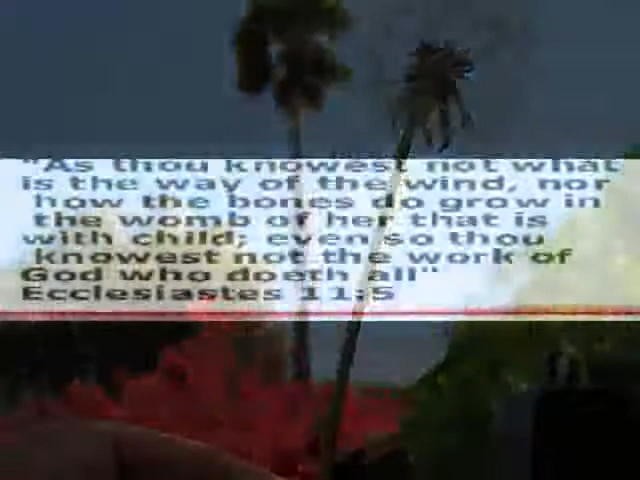 "As thou knowest not what
is the way of the wind, nor
how the bones do grow in
the womb of her that is
with child; even so thou
knowest not the work of
God who doeth all"
Ecclesiastes 11:5